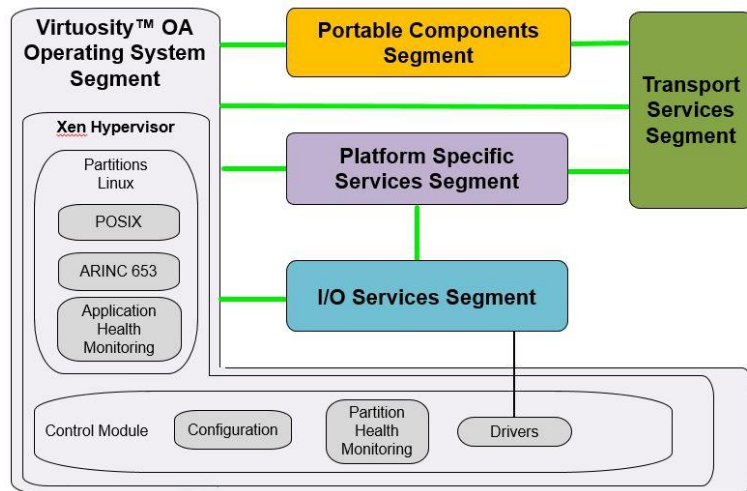 Virtuosity™ OA
Operating System
Segment
Portable Components
Segment
Transport
Services
Segment
Xen Hypervisor
Partitions
Linux
POSIX
ARINC 653
Application
Health
Monitoring
Platform Specific
Services Segment
I/O Services Segment
Control Module
Configuration
Partition
Health
Monitoring
Drivers